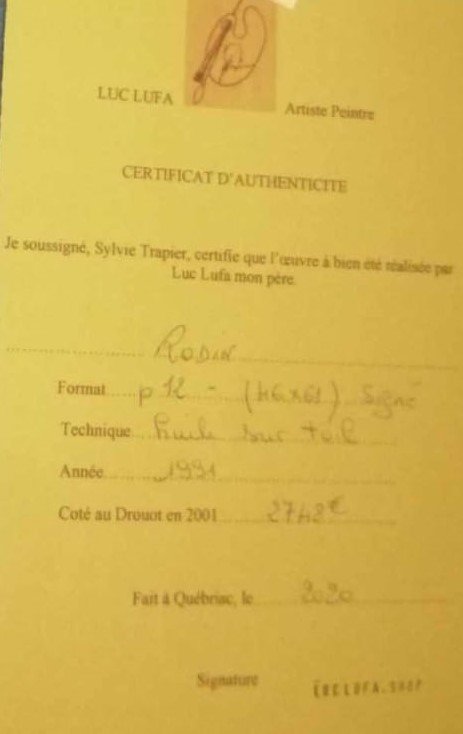 LUC LUFA
Artiste Peintre
CERTIFICAT D'AUTHENTICITE
Je soussigné, Sylvie Trapier, certifie que l'œuvre à bien été réalisée par
Luc Lufa mon père.
Rodin
Format p 12 - (46x61) Signé
Technique huile sur toile
Année 1991
Coté au Drouot en 2001 2742€
Fait à Québriac, le 2020
Signature LUCLUFA.SHOP